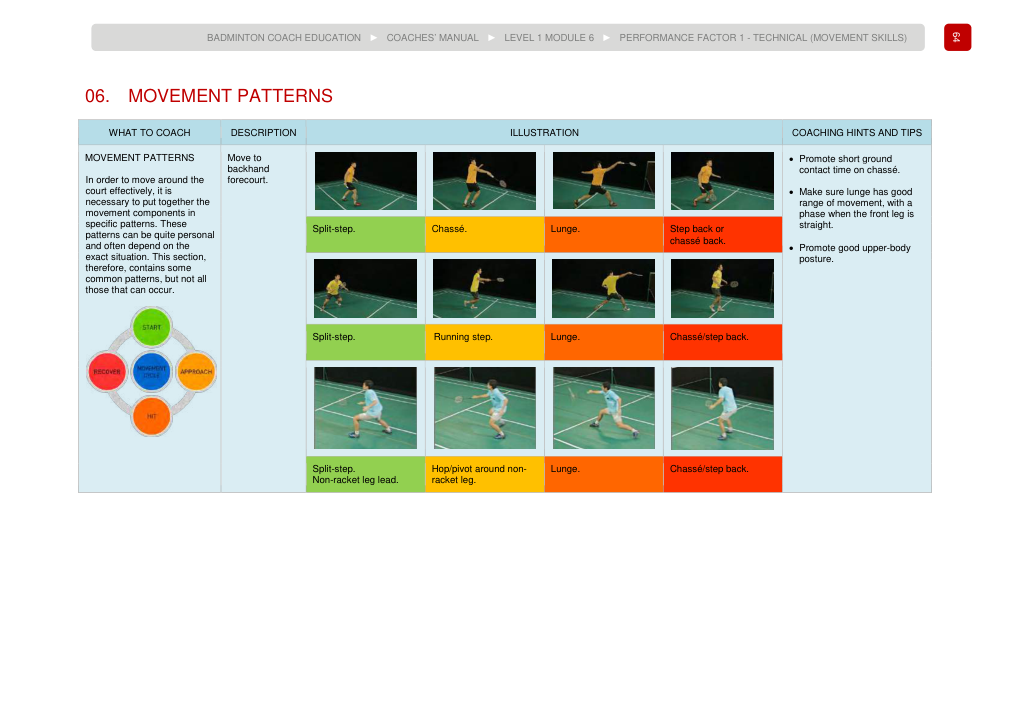 BADMINTON COACH EDUCATION ► COACHES' MANUAL ► LEVEL 1 MODULE 6 ► PERFORMANCE FACTOR 1 - TECHNICAL (MOVEMENT SKILLS)
64
06. MOVEMENT PATTERNS
WHAT TO COACH
DESCRIPTION
ILLUSTRATION
COACHING HINTS AND TIPS
MOVEMENT PATTERNS
In order to move around the
court effectively, it is
necessary to put together the
movement components in
specific patterns. These
patterns can be quite personal
and often depend on the
exact situation. This section,
therefore, contains some
common patterns, but not all
those that can occur.
START
RECOVER
MOVEMENT
CYCLE
APPROACH
HIT
Move to
backhand
forecourt.
Split-step.
Chassé.
Lunge.
Step back or
chassé back.
Split-step.
Running step.
Lunge.
Chassé/step back.
Split-step.
Non-racket leg lead.
Hop/pivot around non-
racket leg.
Lunge.
Chassé/step back.
• Promote short ground
contact time on chassé.
• Make sure lunge has good
range of movement, with a
phase when the front leg is
straight.
• Promote good upper-body
posture.